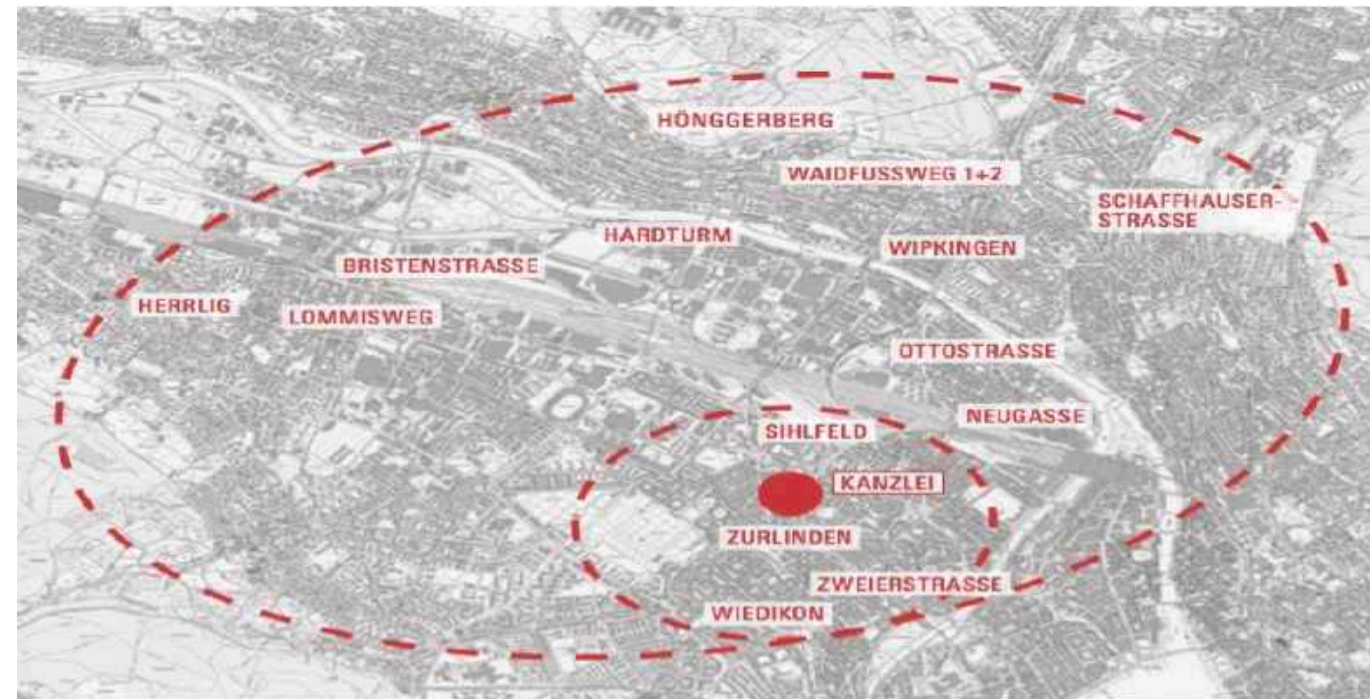 HÖNGGERBERG
WAIDFUSSWEG 1+2
SCHAFFHAUSER-
STRASSE
HARDTURM
WIPKINGEN
BRISTENSTRASSE
HERRLIG
LOMMISWEG
OTTOSTRASSE
NEUGASSE
SIHLFELD
KANZLEI
ZURLINDEN
ZWEIERSTRASSE
WIEDIKON